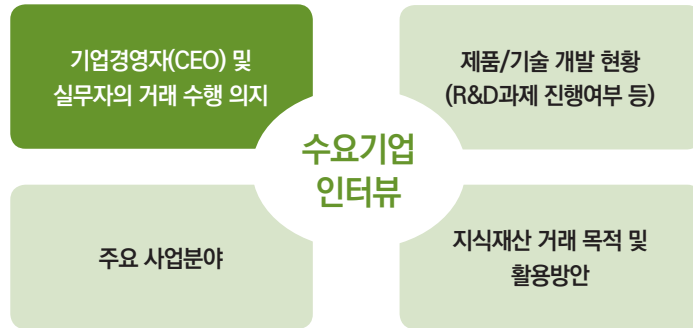 기업경영자(CEO) 및
실무자의 거래 수행 의지
제품/기술 개발 현황
(R&D과제 진행여부 등)
수요기업
인터뷰
주요 사업분야
지식재산 거래 목적 및
활용방안